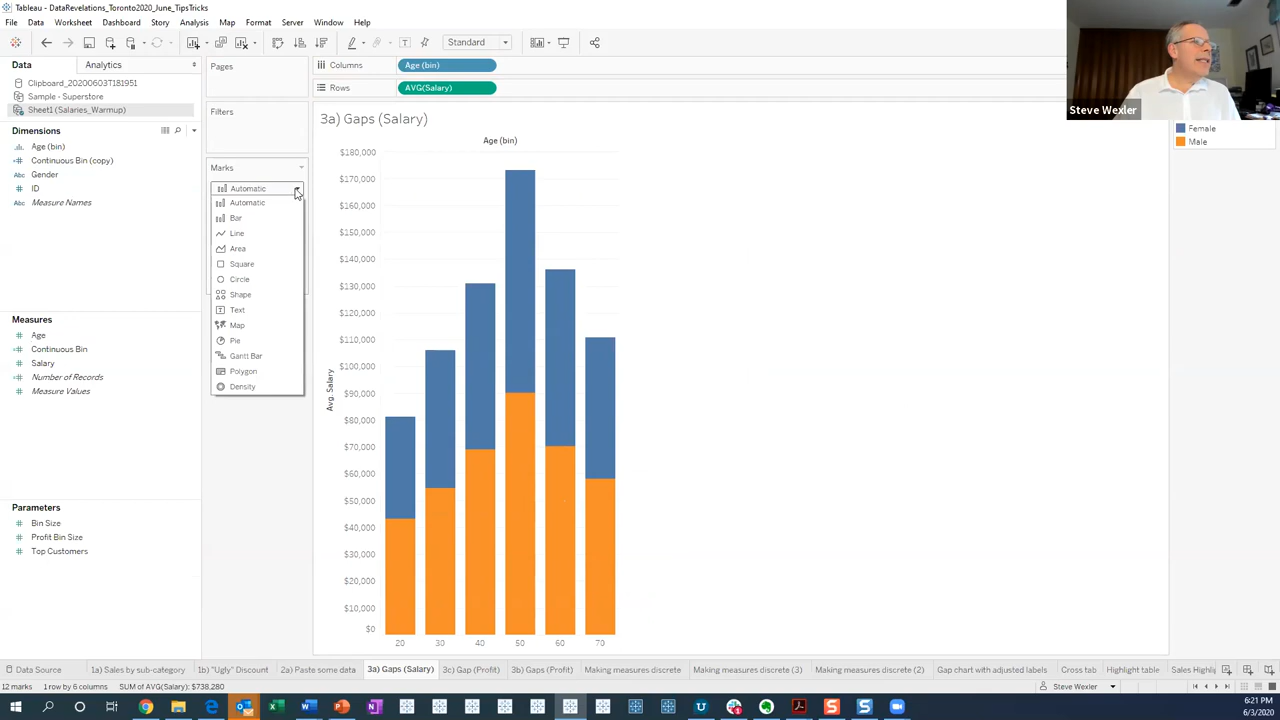 Tableau - DataRevelations_Toronto2020_June_TipsTricks
File Data Worksheet Dashboard Story Analysis Map Format Server Window Help
Standard
Steve Wexler
Data Analytics
Clipboard_20200603T181951
Sample - Superstore
Sheet1 (Salaries_Warmup)
Dimensions
Age (bin)
Continuous Bin (copy)
Abc Gender
ID
Abc Measure Names
Measures
Age
Continuous Bin
Salary
Number of Records
Measure Values
Parameters
Bin Size
Profit Bin Size
Top Customers
Pages
Filters
Marks
Automatic
Automatic
Bar
Line
Area
Square
Circle
Shape
Text
Map
Pie
Gantt Bar
Polygon
Density
Columns Age (bin)
Rows AVG(Salary)
3a) Gaps (Salary)
Age (bin)
Avg. Salary
$180,000
$170,000
$160,000
$150,000
$140,000
$130,000
$120,000
$110,000
$100,000
$90,000
$80,000
$70,000
$60,000
$50,000
$40,000
$30,000
$20,000
$10,000
$0
20 30 40 50 60 70
Female
Male
Data Source 1a) Sales by sub-category 1b) "Ugly" Discount 2a) Paste some data 3a) Gaps (Salary) 3c) Gap (Profit) 3b) Gaps (Profit) Making measures discrete Making measures discrete (3) Making measures discrete (2) Gap chart with adjusted labels Cross tab Highlight table Sales Highlig
12 marks 1 row by 6 columns SUM of AVG(Salary): $738,280 Steve Wexler
6:21 PM
6/3/2020